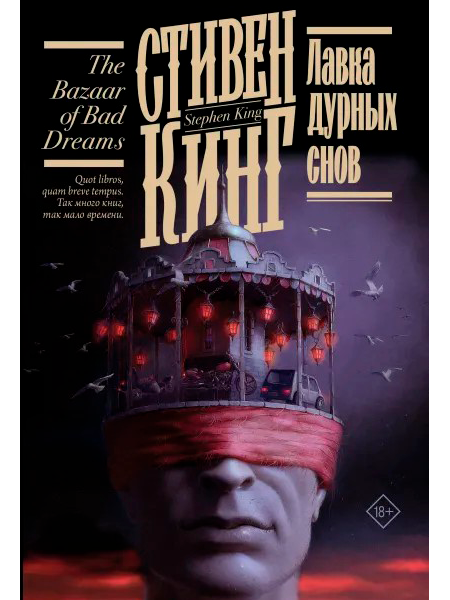 The
Bazaar
of Bad
Dreams
Quot libros,
quam breve tempus.
Так много книг,
так мало времени.
СТИВЕН
Stephen King
КИНГ
Лавка
дурных
снов
18+